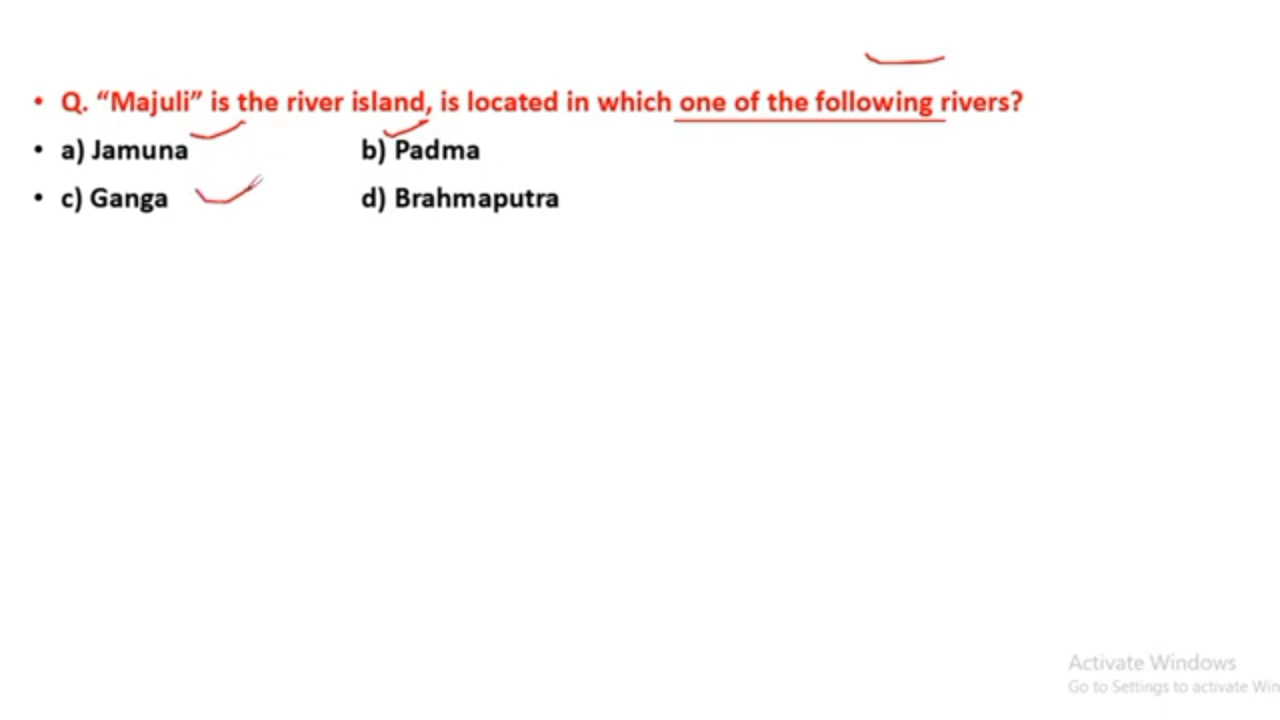 • Q. “Majuli” is the river island, is located in which one of the following rivers?
• a) Jamuna b) Padma
• c) Ganga d) Brahmaputra
Activate Windows
Go to Settings to activate Win